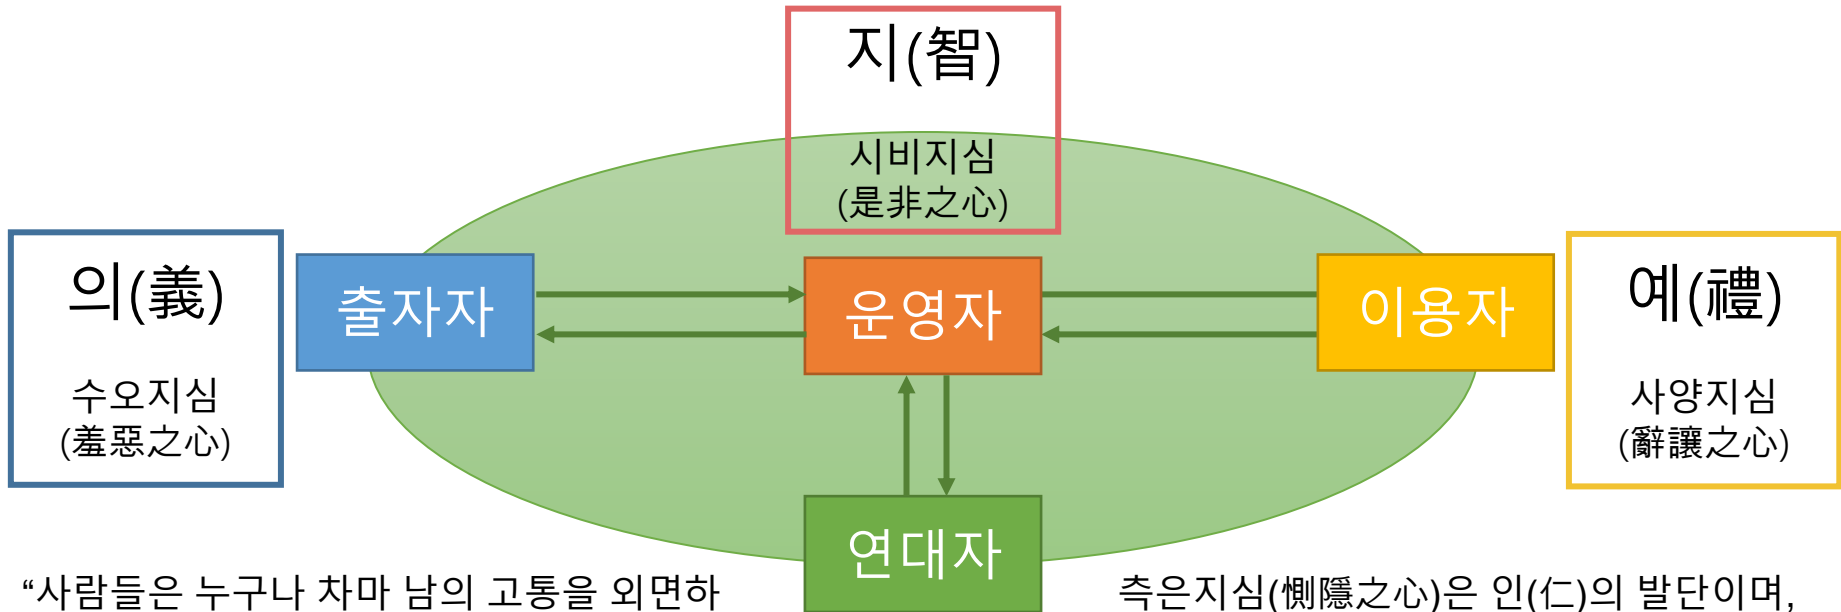 지(智)
시비지심
(是非之心)
의(義)
수오지심
(羞惡之心)
출자자
운영자
이용자
예(禮)
사양지심
(辭讓之心)
연대자
“사람들은 누구나 차마 남의 고통을 외면하
측은지심(惻隱之心)은 인(仁)의 발단이며,